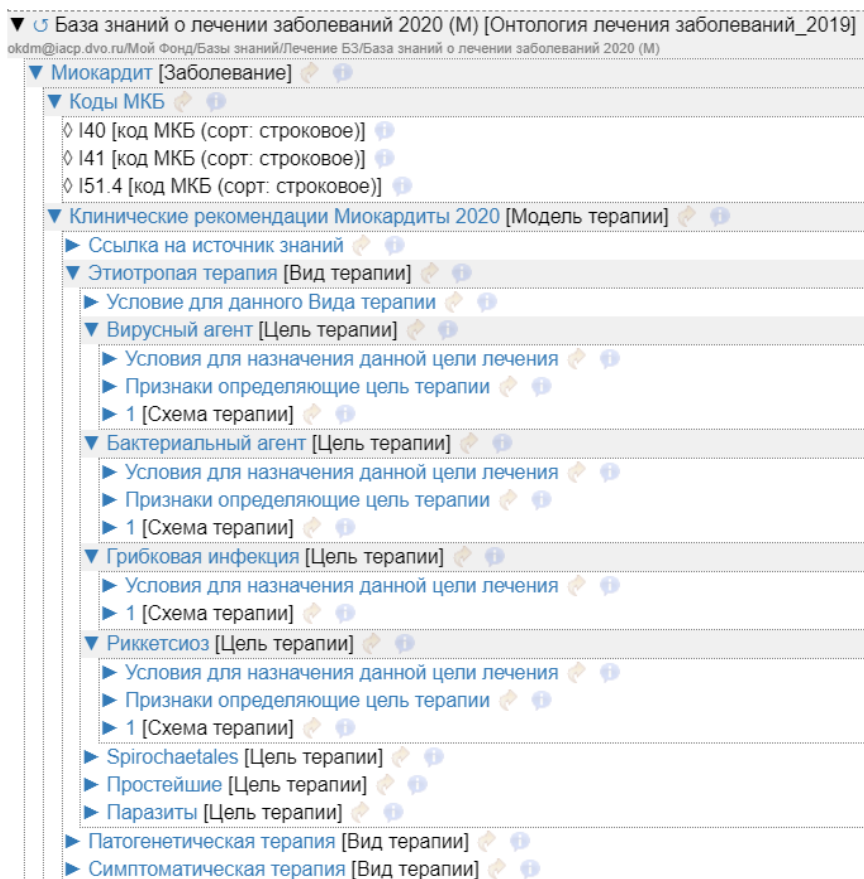 ▼ ↺ База знаний о лечении заболеваний 2020 (М) [Онтология лечения заболеваний_2019]
okdm@iacp.dvo.ru/Мой Фонд/Базы знаний/Лечение БЗ/База знаний о лечении заболеваний 2020 (М)
▼ Миокардит [Заболевание]
▼ Коды МКБ
◊ I40 [код МКБ (сорт: строковое)]
◊ I41 [код МКБ (сорт: строковое)]
◊ I51.4 [код МКБ (сорт: строковое)]
▼ Клинические рекомендации Миокардиты 2020 [Модель терапии]
► Ссылка на источник знаний
▼ Этиотропая терапия [Вид терапии]
► Условие для данного Вида терапии
▼ Вирусный агент [Цель терапии]
► Условия для назначения данной цели лечения
► Признаки определяющие цель терапии
► 1 [Схема терапии]
▼ Бактериальный агент [Цель терапии]
► Условия для назначения данной цели лечения
► Признаки определяющие цель терапии
► 1 [Схема терапии]
▼ Грибковая инфекция [Цель терапии]
► Условия для назначения данной цели лечения
► 1 [Схема терапии]
▼ Риккетсиоз [Цель терапии]
► Условия для назначения данной цели лечения
► Признаки определяющие цель терапии
► 1 [Схема терапии]
► Spirochaetales [Цель терапии]
► Простейшие [Цель терапии]
► Паразиты [Цель терапии]
► Патогенетическая терапия [Вид терапии]
► Симптоматическая терапия [Вид терапии]